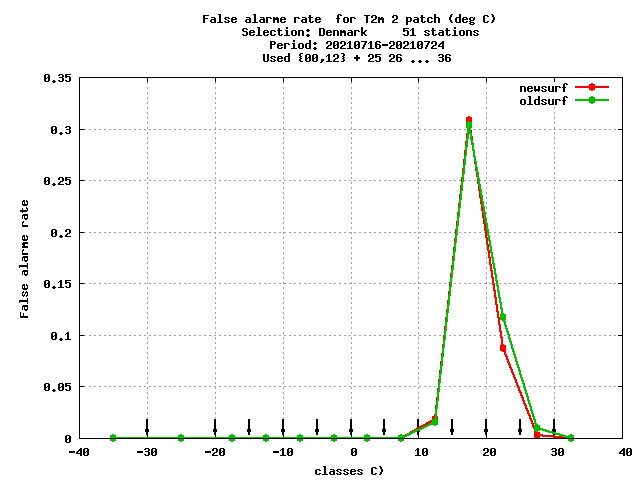 False alarme rate  for T2m 2 patch (deg C)
Selection: Denmark     51 stations
Period: 20210716-20210724
Used {00,12} + 25 26 ... 36
newsurf
oldsurf
False alarme rate
0.35
0.3
0.25
0.2
0.15
0.1
0.05
0
-40 -30 -20 -10 0 10 20 30 40
classes C)